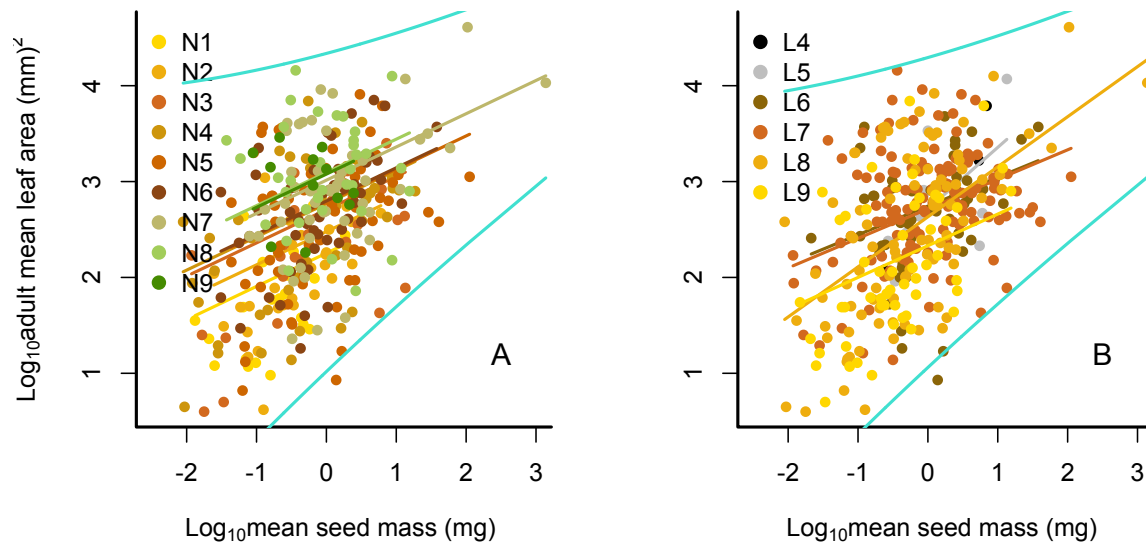 Log₁₀adult mean leaf area (mm)²
4
3
2
1
N1
N2
N3
N4
N5
N6
N7
N8
N9
A
-2 -1 0 1 2 3
Log₁₀mean seed mass (mg)
4
3
2
1
L4
L5
L6
L7
L8
L9
B
-2 -1 0 1 2 3
Log₁₀mean seed mass (mg)